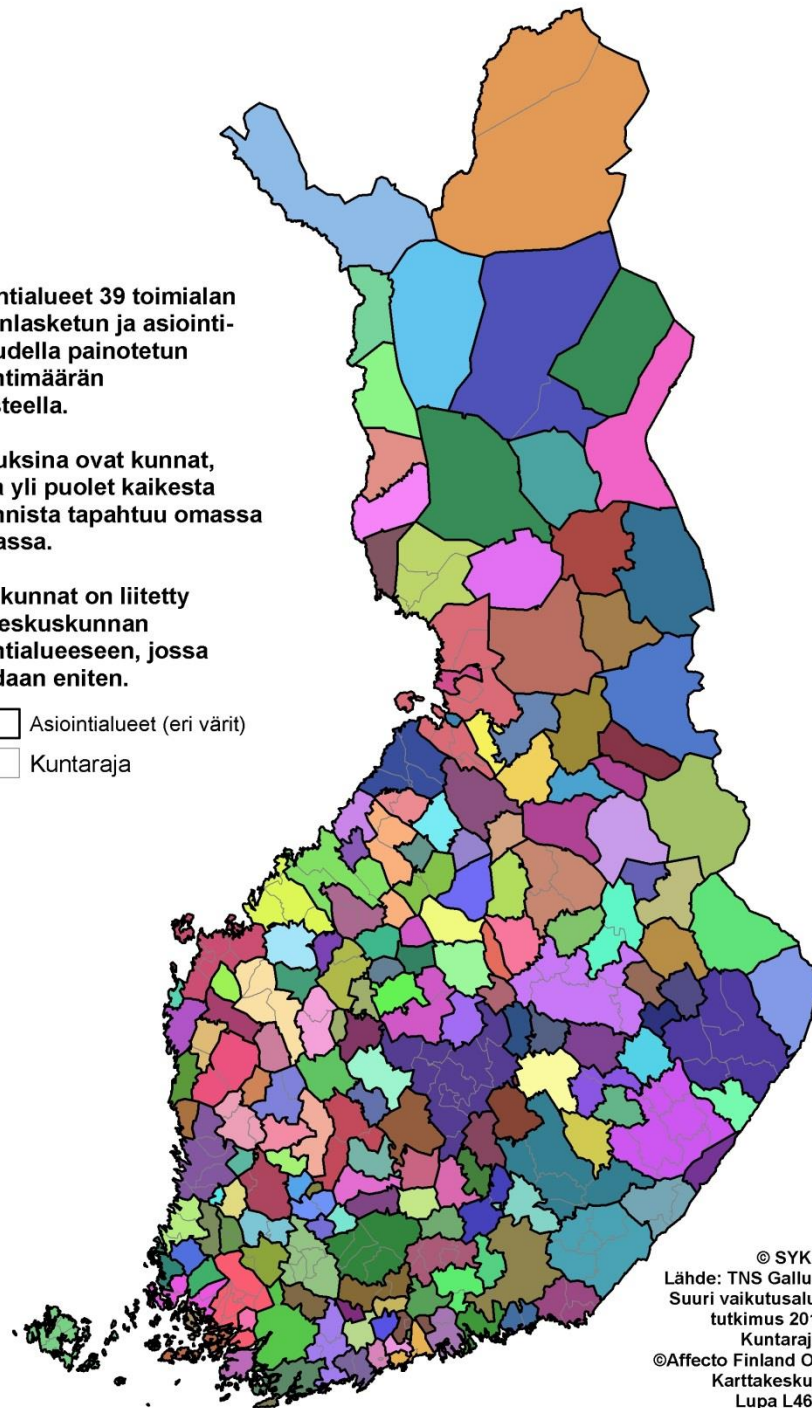 ntialueet 39 toimialan
nlasketun ja asiointi-
udella painotetun
ntimäärän
steella.
uksina ovat kunnat,
a yli puolet kaikesta
nnista tapahtuu omassa
assa.
kunnat on liitetty
eskuskunnan
ntialueeseen, jossa
daan eniten.
Asiointialueet (eri värit)
Kuntaraja
© SYK
Lähde: TNS Gallu
Suuri vaikutusalu
tutkimus 201
Kuntaraj
©Affecto Finland O
Karttakesku
Lupa L46